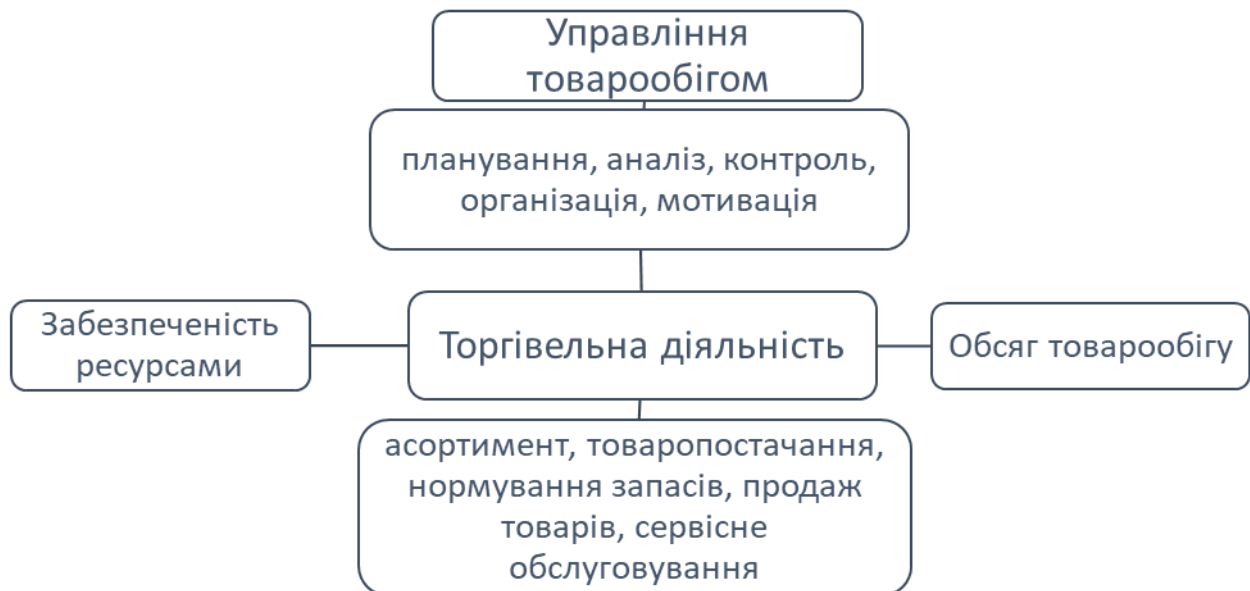 Управління
товарообігом
планування, аналіз, контроль,
організація, мотивація
Забезпеченість
ресурсами
Торгівельна діяльність
Обсяг товарообігу
асортимент, товаропостачання,
нормування запасів, продаж
товарів, сервісне
обслуговування